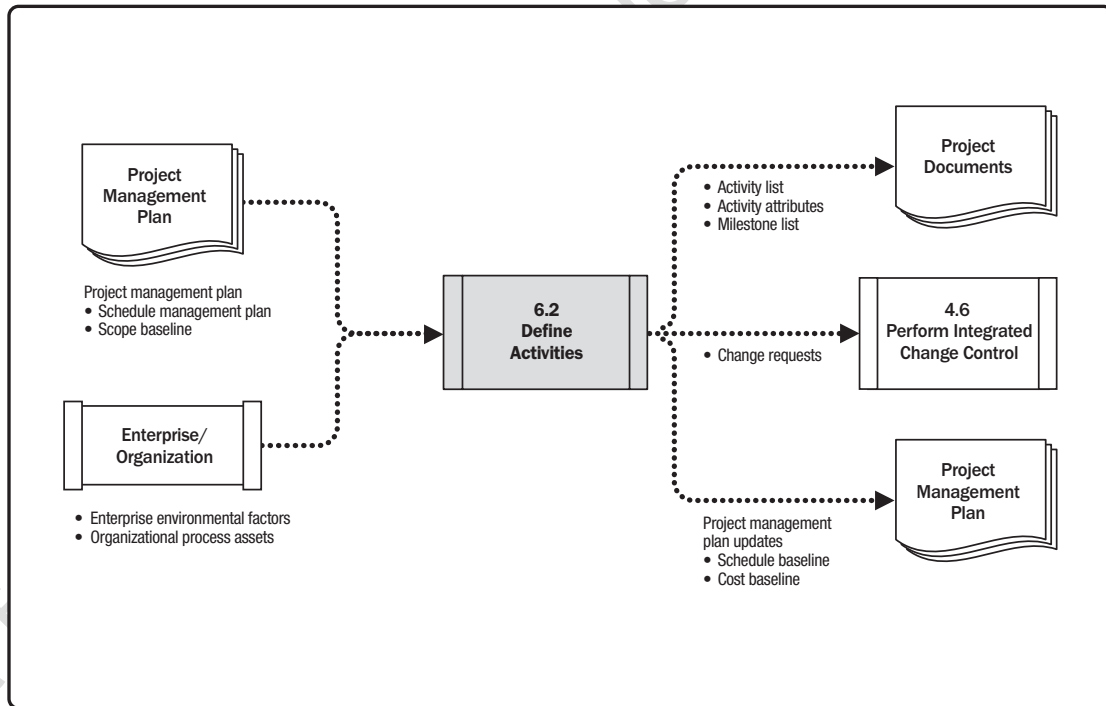 Project
Management
Plan
Project management plan
• Schedule management plan
• Scope baseline
Enterprise/
Organization
• Enterprise environmental factors
• Organizational process assets
6.2
Define
Activities
• Activity list
• Activity attributes
• Milestone list
Project
Documents
• Change requests
4.6
Perform Integrated
Change Control
Project management
plan updates
• Schedule baseline
• Cost baseline
Project
Management
Plan